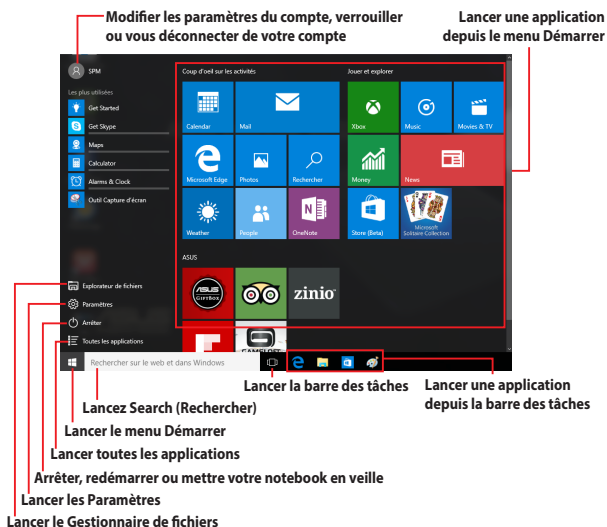 Modifier les paramètres du compte, verrouiller
ou vous déconnecter de votre compte
Lancer une application
depuis le menu Démarrer
SPM
Les plus utilisées
Get Started
Get Skype
Maps
Calculator
Alarms & Clock
Outil Capture d'écran
Coup d'oeil sur les activités
Jouer et explorer
Calendar
Mail
Xbox
Music
Movies & TV
Microsoft Edge
Photos
Rechercher
Money
News
Weather
People
OneNote
Store (Beta)
Microsoft
Solitaire Collection
ASUS
ASUS
GIFTBOX
zinio
GAMELOFT
Explorateur de fichiers
Paramètres
Arrêter
Toutes les applications
Rechercher sur le web et dans Windows
Lancer la barre des tâches
Lancer une application
depuis la barre des tâches
Lancez Search (Rechercher)
Lancer le menu Démarrer
Lancer toutes les applications
Arrêter, redémarrer ou mettre votre notebook en veille
Lancer les Paramètres
Lancer le Gestionnaire de fichiers